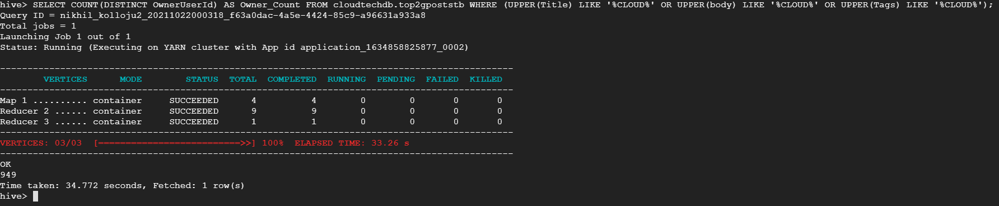 hive> SELECT COUNT(DISTINCT OwnerUserId) AS Owner_Count FROM cloudtechdb.top2gpoststb WHERE (UPPER(Title) LIKE '%CLOUD%' OR UPPER(body) LIKE '%CLOUD%' OR UPPER(Tags) LIKE '%CLOUD%');
Query ID = nikhil_kolloju2_20211022000318_f63a0dac-4a5e-4424-85c9-a96631a933a8
Total jobs = 1
Launching Job 1 out of 1
Status: Running (Executing on YARN cluster with App id application_1634858825877_0002)
----------------------------------------------------------------------------------------------
        VERTICES      MODE        STATUS  TOTAL  COMPLETED  RUNNING  PENDING  FAILED  KILLED
----------------------------------------------------------------------------------------------
Map 1 .......... container     SUCCEEDED      4          4        0        0       0       0
Reducer 2 ...... container     SUCCEEDED      9          9        0        0       0       0
Reducer 3 ...... container     SUCCEEDED      1          1        0        0       0       0
----------------------------------------------------------------------------------------------
VERTICES: 03/03  [==========================>>] 100%  ELAPSED TIME: 33.26 s
----------------------------------------------------------------------------------------------
OK
949
Time taken: 34.772 seconds, Fetched: 1 row(s)
hive>